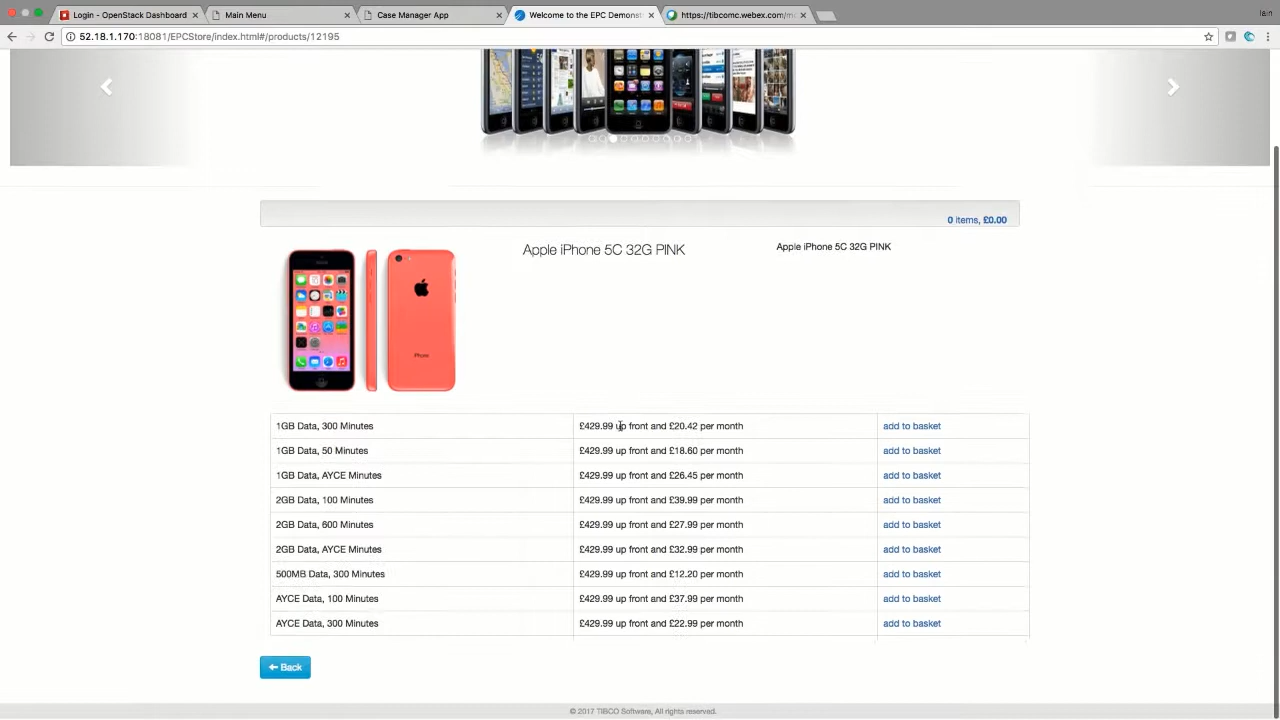 Login - OpenStack Dashboard
Main Menu
Case Manager App
Welcome to the EPC Demonst
https://tibcomc.webex.com/m
Iain
52.18.1.170:18081/EPCStore/index.html#/products/12195
0 items, £0.00
Apple iPhone 5C 32G PINK
Apple iPhone 5C 32G PINK
iPhone
1GB Data, 300 Minutes £429.99 up front and £20.42 per month add to basket
1GB Data, 50 Minutes £429.99 up front and £18.60 per month add to basket
1GB Data, AYCE Minutes £429.99 up front and £26.45 per month add to basket
2GB Data, 100 Minutes £429.99 up front and £39.99 per month add to basket
2GB Data, 600 Minutes £429.99 up front and £27.99 per month add to basket
2GB Data, AYCE Minutes £429.99 up front and £32.99 per month add to basket
500MB Data, 300 Minutes £429.99 up front and £12.20 per month add to basket
AYCE Data, 100 Minutes £429.99 up front and £37.99 per month add to basket
AYCE Data, 300 Minutes £429.99 up front and £22.99 per month add to basket
Back
© 2017 TIBCO Software, All rights reserved.